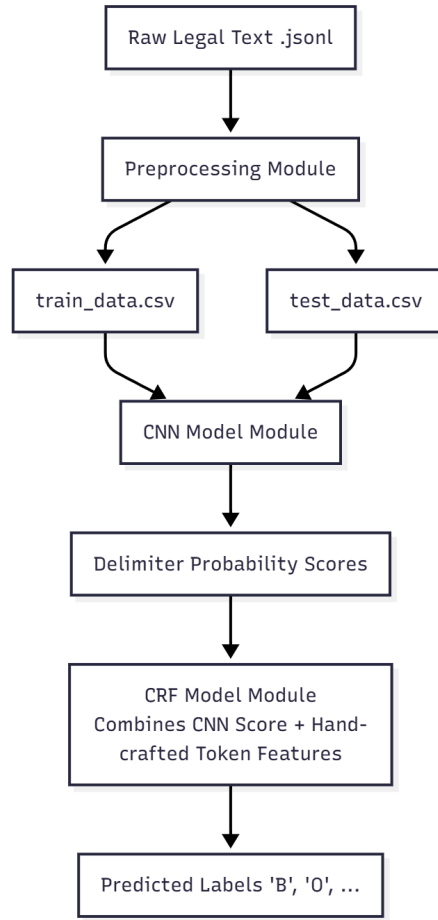 Raw Legal Text .jsonl
Preprocessing Module
train_data.csv
test_data.csv
CNN Model Module
Delimiter Probability Scores
CRF Model Module
Combines CNN Score + Hand-
crafted Token Features
Predicted Labels 'B', 'O', ...